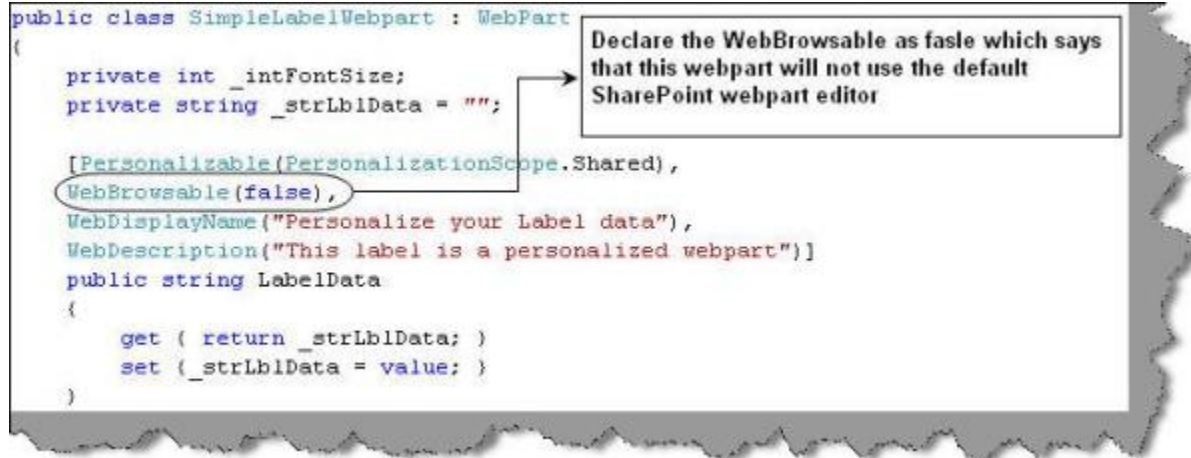 public class SimpleLabelWebpart : WebPart
{
private int _intFontSize;
private string _strLblData = "";
Declare the WebBrowsable as fasle which says
that this webpart will not use the default
SharePoint webpart editor
[Personalizable(PersonalizationScope.Shared),
WebBrowsable(false),
WebDisplayName("Personalize your Label data"),
WebDescription("This label is a personalized webpart")]
public string LabelData
{
get { return _strLblData; }
set {_strLblData = value; }
}